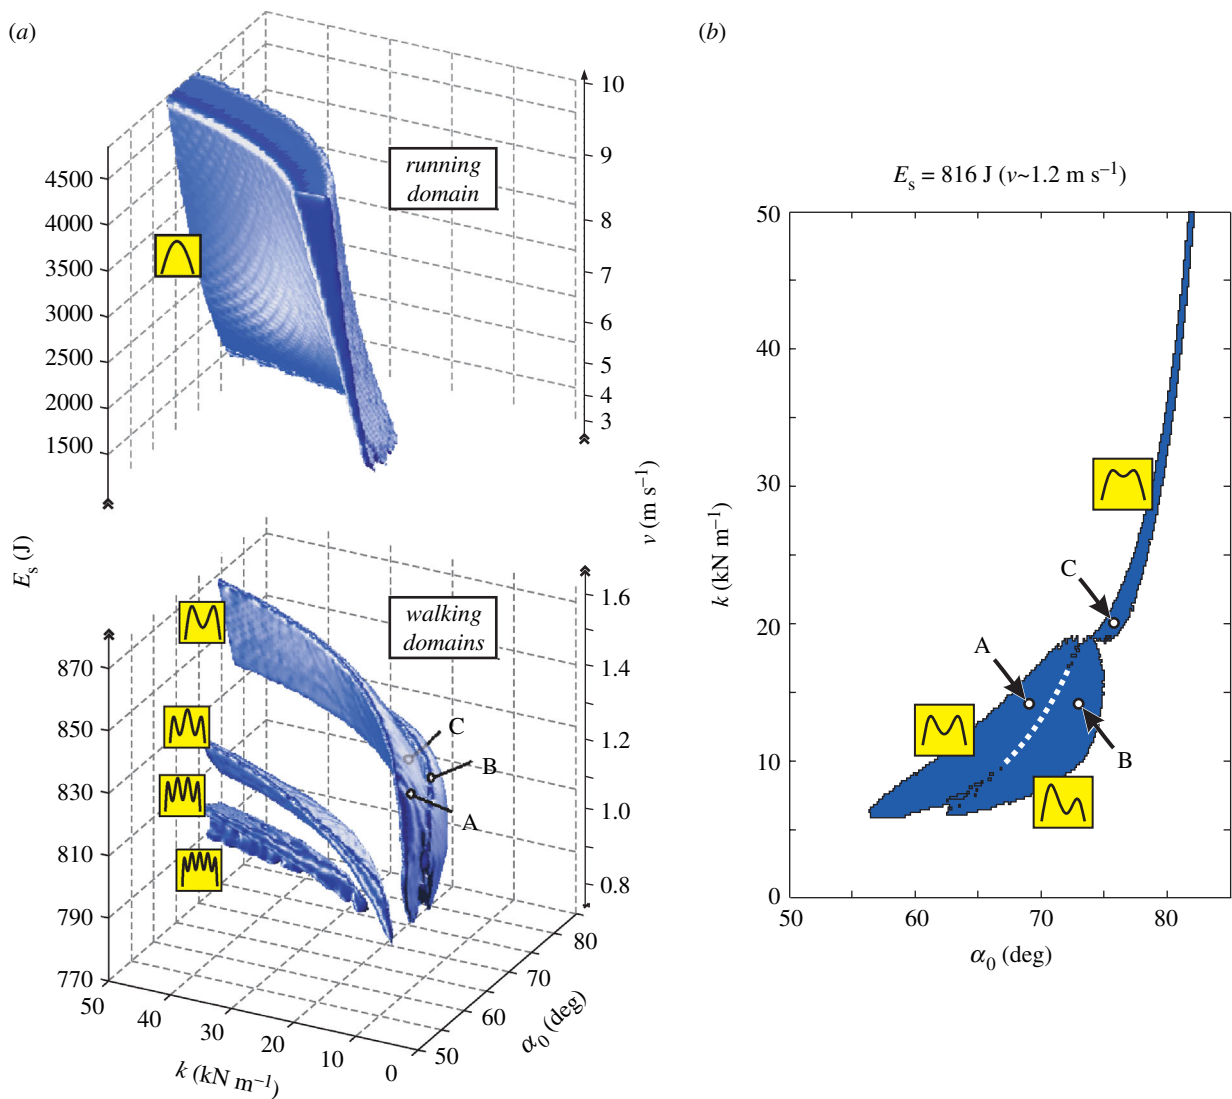 (a)
10
9
8
7
6
5
4
3
v (m s⁻¹)
running
domain
4500
4000
3500
3000
2500
2000
1500
E_s (J)
walking
domains
1.6
1.4
1.2
1.0
0.8
870
850
830
810
790
770
C
B
A
50
40
30
20
10
0
k (kN m⁻¹)
50
60
70
80
α₀ (deg)
(b)
E_s = 816 J (v~1.2 m s⁻¹)
50
40
30
20
10
0
k (kN m⁻¹)
C
A
B
50
60
70
80
α₀ (deg)